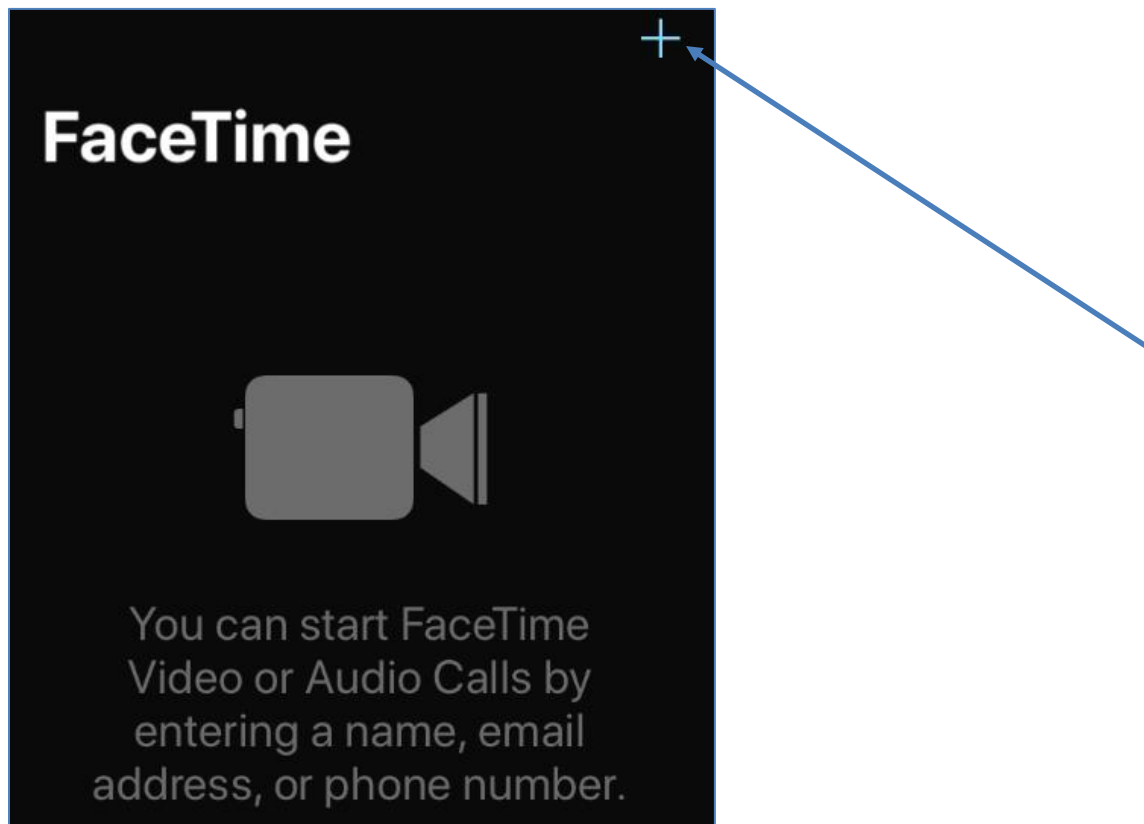 FaceTime
You can start FaceTime
Video or Audio Calls by
entering a name, email
address, or phone number.